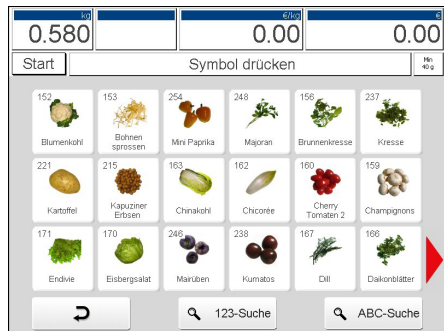 kg
€/kg
€
0.580
0.00
0.00
Start
Symbol drücken
Min
40 g
152
Blumenkohl
153
Bohnen
sprossen
254
Mini Paprika
248
Majoran
156
Brunnenkresse
237
Kresse
221
Kartoffel
215
Kapuziner
Erbsen
163
Chinakohl
162
Chicorée
160
Cherry
Tomaten 2
159
Champignons
171
Endivie
170
Eisbergsalat
246
Mairüben
238
Kumatos
167
Dill
166
Daikonblätter
123-Suche
ABC-Suche